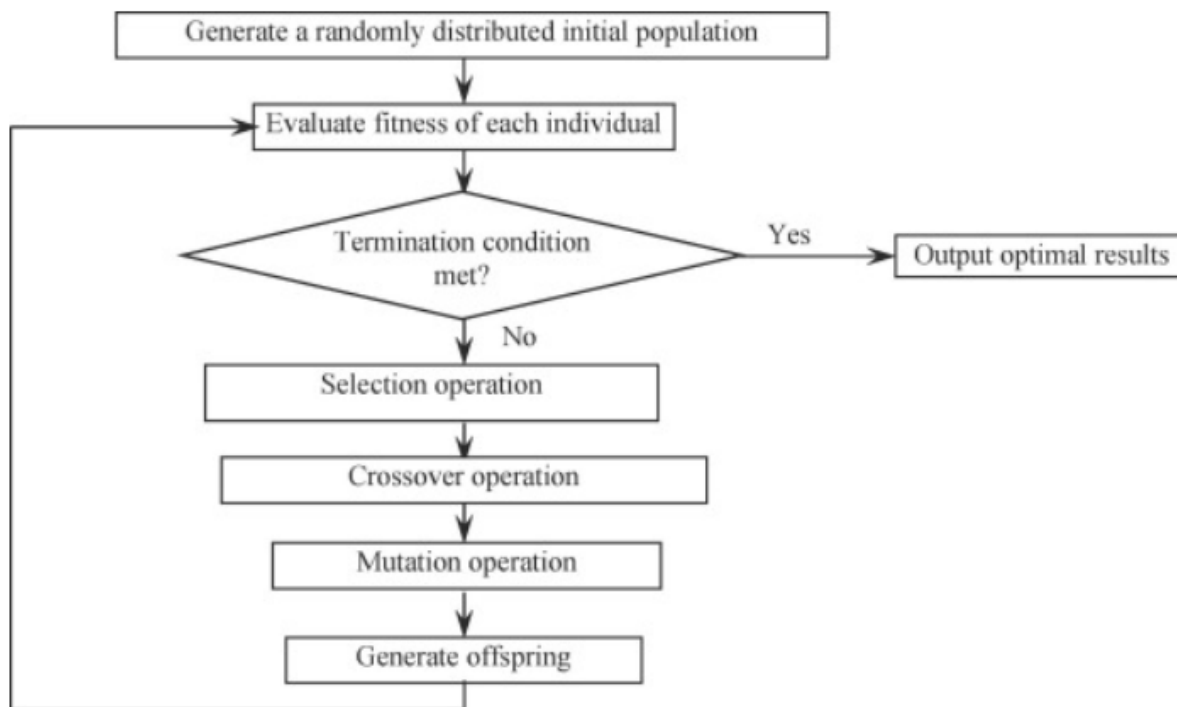 Generate a randomly distributed initial population
Evaluate fitness of each individual
Termination condition
met?
Yes
Output optimal results
No
Selection operation
Crossover operation
Mutation operation
Generate offspring